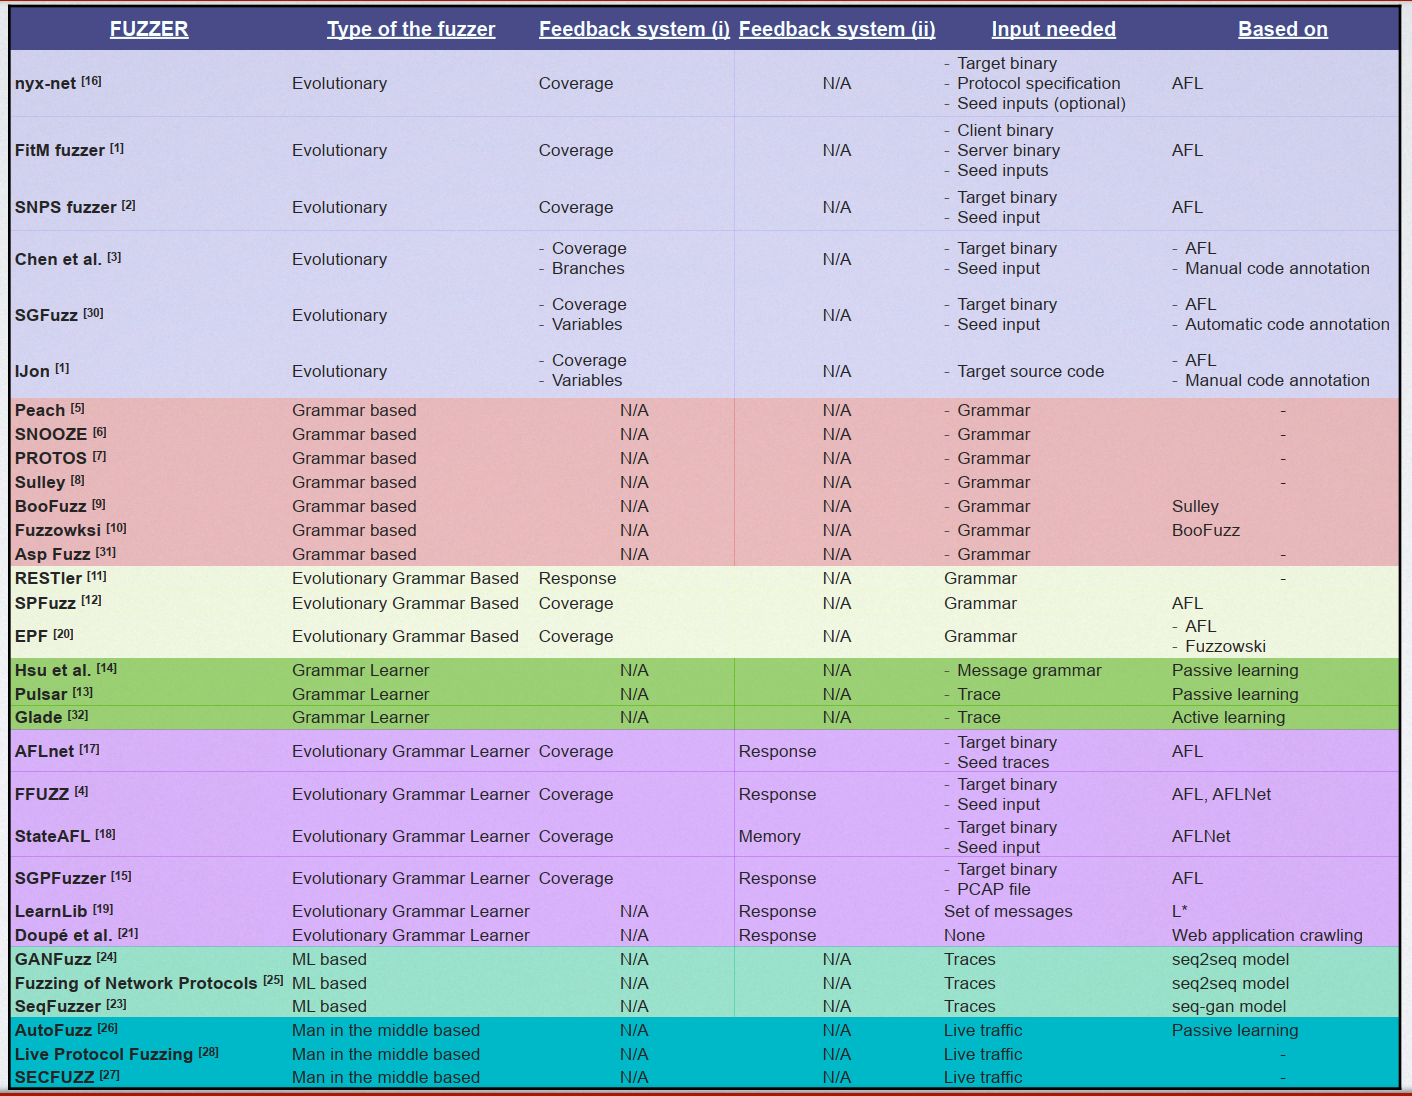 FUZZER Type of the fuzzer Feedback system (i) Feedback system (ii) Input needed Based on
- Target binary
nyx-net [16] Evolutionary Coverage N/A - Protocol specification AFL
- Seed inputs (optional)
- Client binary
FitM fuzzer [1] Evolutionary Coverage N/A - Server binary AFL
- Seed inputs
- Target binary
SNPS fuzzer [2] Evolutionary Coverage N/A AFL
- Seed input
- Coverage - Target binary - AFL
Chen et al. [3] Evolutionary N/A
- Branches - Seed input - Manual code annotation
- Coverage - Target binary - AFL
SGFuzz [30] Evolutionary N/A
- Variables - Seed input - Automatic code annotation
- Coverage - AFL
IJon [1] Evolutionary N/A - Target source code
- Variables - Manual code annotation
Peach [5] Grammar based N/A N/A - Grammar -
SNOOZE [6] Grammar based N/A N/A - Grammar -
PROTOS [7] Grammar based N/A N/A - Grammar -
Sulley [8] Grammar based N/A N/A - Grammar -
BooFuzz [9] Grammar based N/A N/A - Grammar Sulley
Fuzzowksi [10] Grammar based N/A N/A - Grammar BooFuzz
Asp Fuzz [31] Grammar based N/A N/A - Grammar -
RESTler [11] Evolutionary Grammar Based Response N/A Grammar -
SPFuzz [12] Evolutionary Grammar Based Coverage N/A Grammar AFL
- AFL
EPF [20] Evolutionary Grammar Based Coverage N/A Grammar
- Fuzzowski
Hsu et al. [14] Grammar Learner N/A N/A - Message grammar Passive learning
Pulsar [13] Grammar Learner N/A N/A - Trace Passive learning
Glade [32] Grammar Learner N/A N/A - Trace Active learning
- Target binary
AFLnet [17] Evolutionary Grammar Learner Coverage Response AFL
- Seed traces
- Target binary
FFUZZ [4] Evolutionary Grammar Learner Coverage Response AFL, AFLNet
- Seed input
- Target binary
StateAFL [18] Evolutionary Grammar Learner Coverage Memory AFLNet
- Seed input
- Target binary
SGPFuzzer [15] Evolutionary Grammar Learner Coverage Response AFL
- PCAP file
LearnLib [19] Evolutionary Grammar Learner N/A Response Set of messages L*
Doupé et al. [21] Evolutionary Grammar Learner N/A Response None Web application crawling
GANFuzz [24] ML based N/A N/A Traces seq2seq model
Fuzzing of Network Protocols [25] ML based N/A N/A Traces seq2seq model
SeqFuzzer [23] ML based N/A N/A Traces seq-gan model
AutoFuzz [26] Man in the middle based N/A N/A Live traffic Passive learning
Live Protocol Fuzzing [28] Man in the middle based N/A N/A Live traffic -
SECFUZZ [27] Man in the middle based N/A N/A Live traffic -